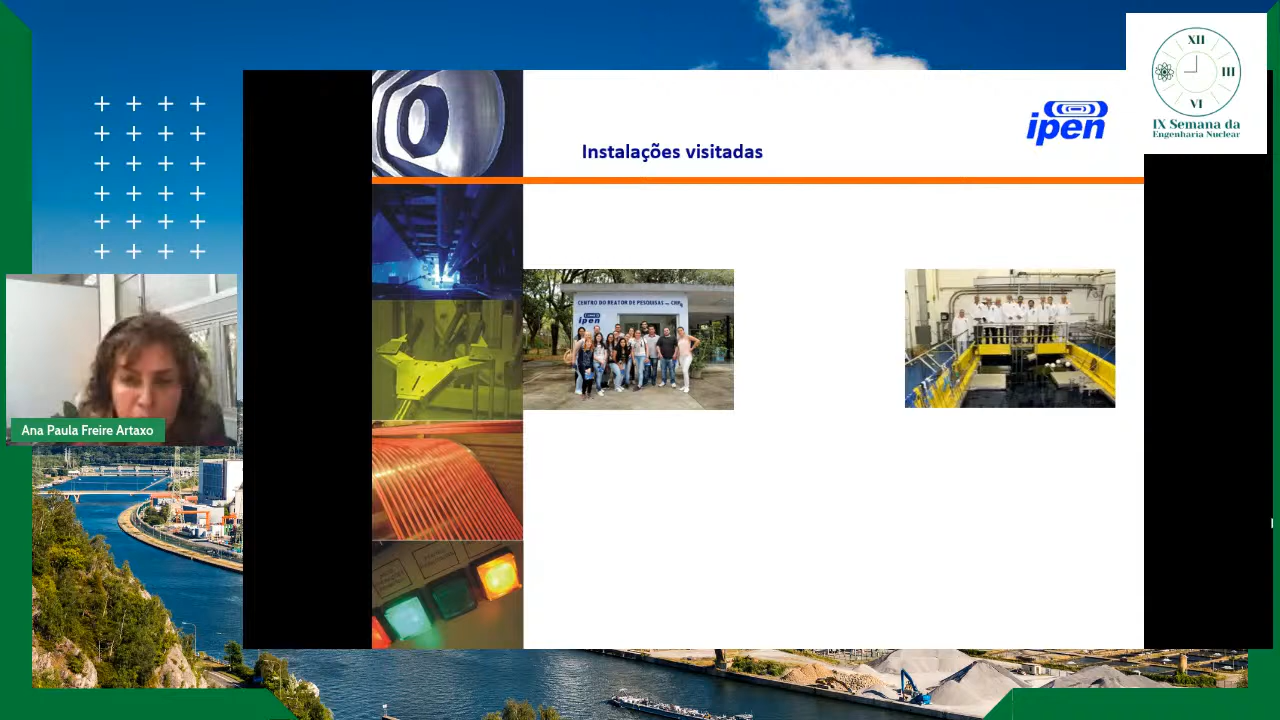 XII
III
VI
IX Semana da
Engenharia Nuclear
ipen
Instalações visitadas
CENTRO DO REATOR DE PESQUISAS
ipen
Ana Paula Freire Artaxo